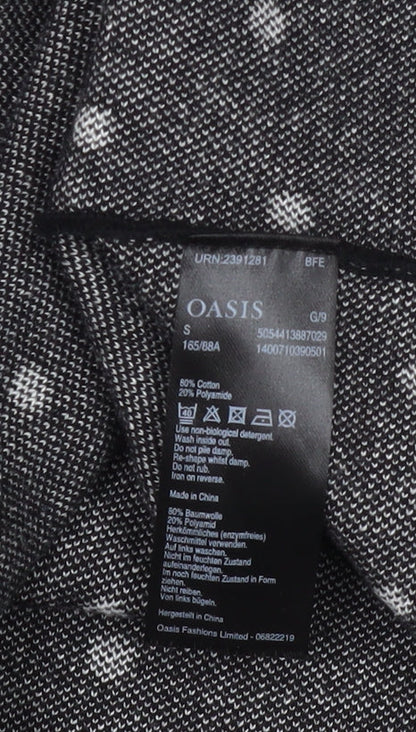 URN:2391281 BFE
OASIS G/9
S 5054413887029
165/88A 1400710390501
80% Cotton
20% Polyamide
40
Use non-biological detergent.
Wash inside out.
Do not pile damp.
Re-shape whilst damp.
Do not rub.
Iron on reverse.
Made in China
80% Baumwolle
20% Polyamid
Herkömmliches (enzymfreies)
Waschmittel verwenden.
Auf links waschen.
Nicht im feuchten Zustand
aufeinanderlegen.
Im noch feuchten Zustand in Form
ziehen.
Nicht reiben.
Von links bügeln.
Hergestellt in China
Oasis Fashions Limited - 06822219